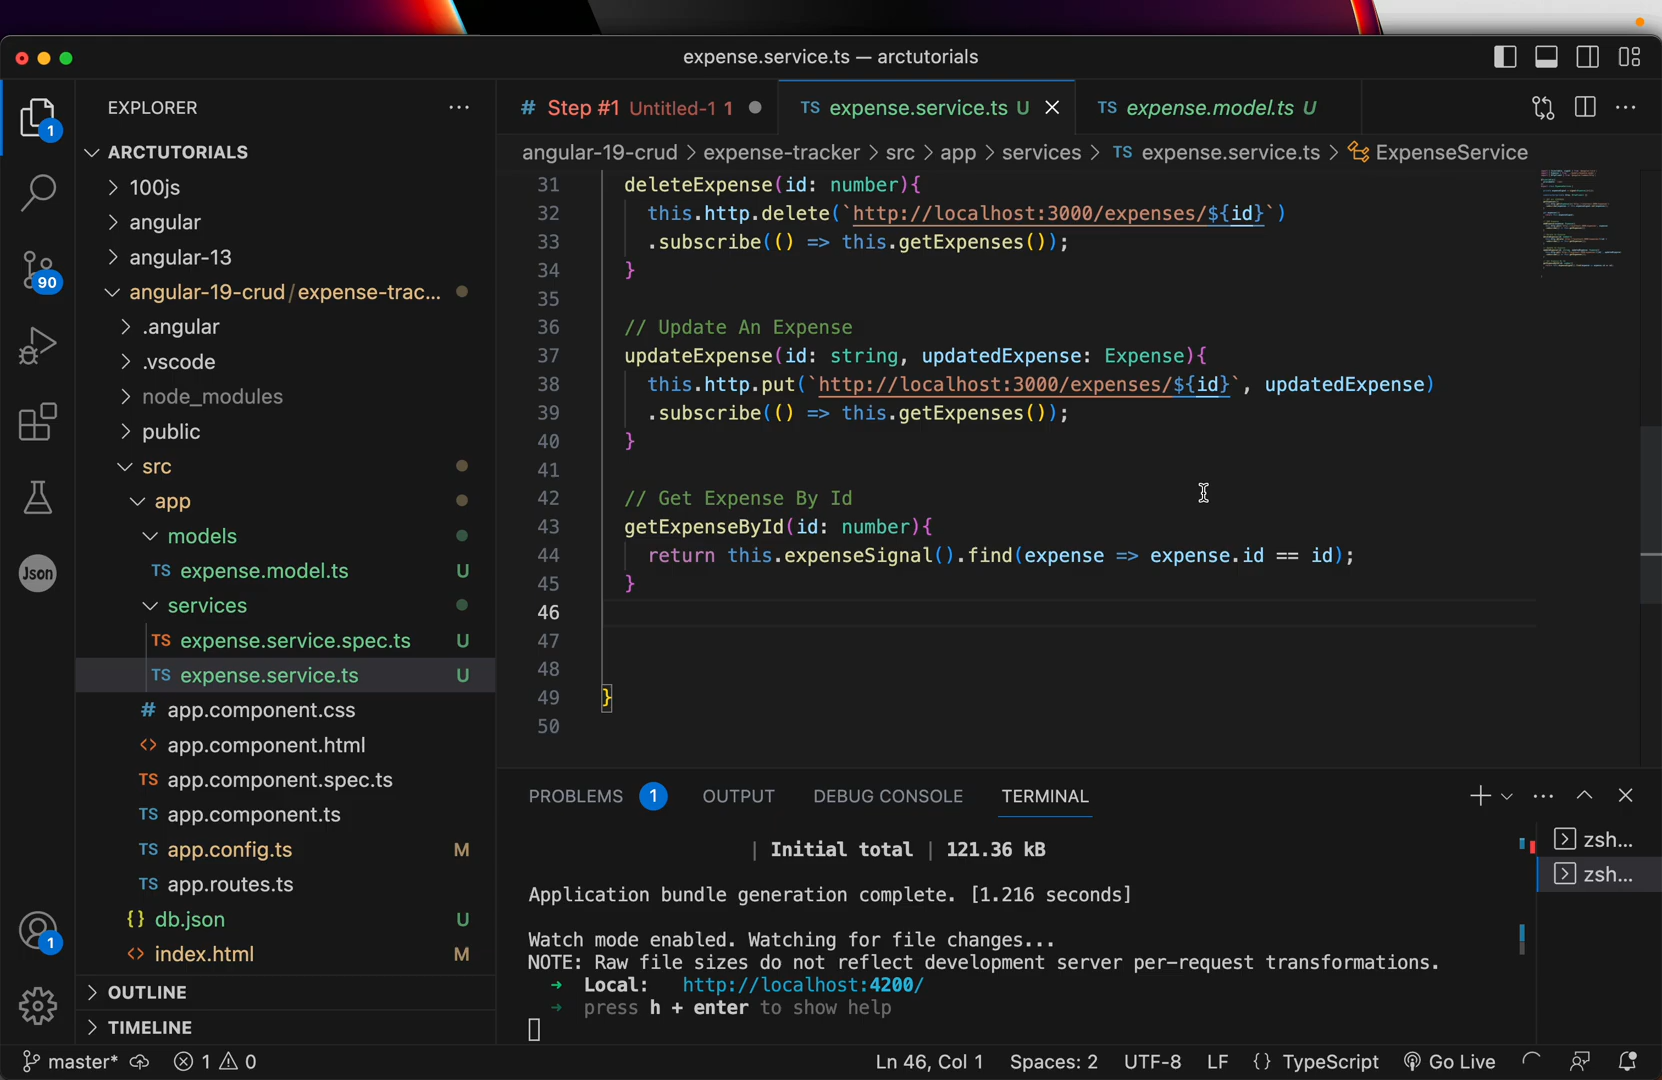 expense.service.ts — arctutorials
EXPLORER
# Step #1 Untitled-1 1
TS expense.service.ts U
TS expense.model.ts U
angular-19-crud > expense-tracker > src > app > services > TS expense.service.ts > ExpenseService
1
ARCTUTORIALS
100js
angular
angular-13
90
angular-19-crud / expense-trac...
.angular
.vscode
node_modules
public
src
app
models
Json
TS expense.model.ts U
services
TS expense.service.spec.ts U
TS expense.service.ts U
# app.component.css
<> app.component.html
TS app.component.spec.ts
TS app.component.ts
TS app.config.ts M
TS app.routes.ts
{} db.json U
1
<> index.html M
OUTLINE
TIMELINE
31 deleteExpense(id: number){
32 this.http.delete(`http://localhost:3000/expenses/${id}`)
33 .subscribe(() => this.getExpenses());
34 }
35
36 // Update An Expense
37 updateExpense(id: string, updatedExpense: Expense){
38 this.http.put(`http://localhost:3000/expenses/${id}`, updatedExpense)
39 .subscribe(() => this.getExpenses());
40 }
41
42 // Get Expense By Id
43 getExpenseById(id: number){
44 return this.expenseSignal().find(expense => expense.id == id);
45 }
46
47
48
49 }
50
PROBLEMS 1 OUTPUT DEBUG CONSOLE TERMINAL
| Initial total | 121.36 kB
Application bundle generation complete. [1.216 seconds]
Watch mode enabled. Watching for file changes...
NOTE: Raw file sizes do not reflect development server per-request transformations.
➜ Local: http://localhost:4200/
➜ press h + enter to show help
zsh...
zsh...
master* 1 0 Ln 46, Col 1 Spaces: 2 UTF-8 LF {} TypeScript Go Live